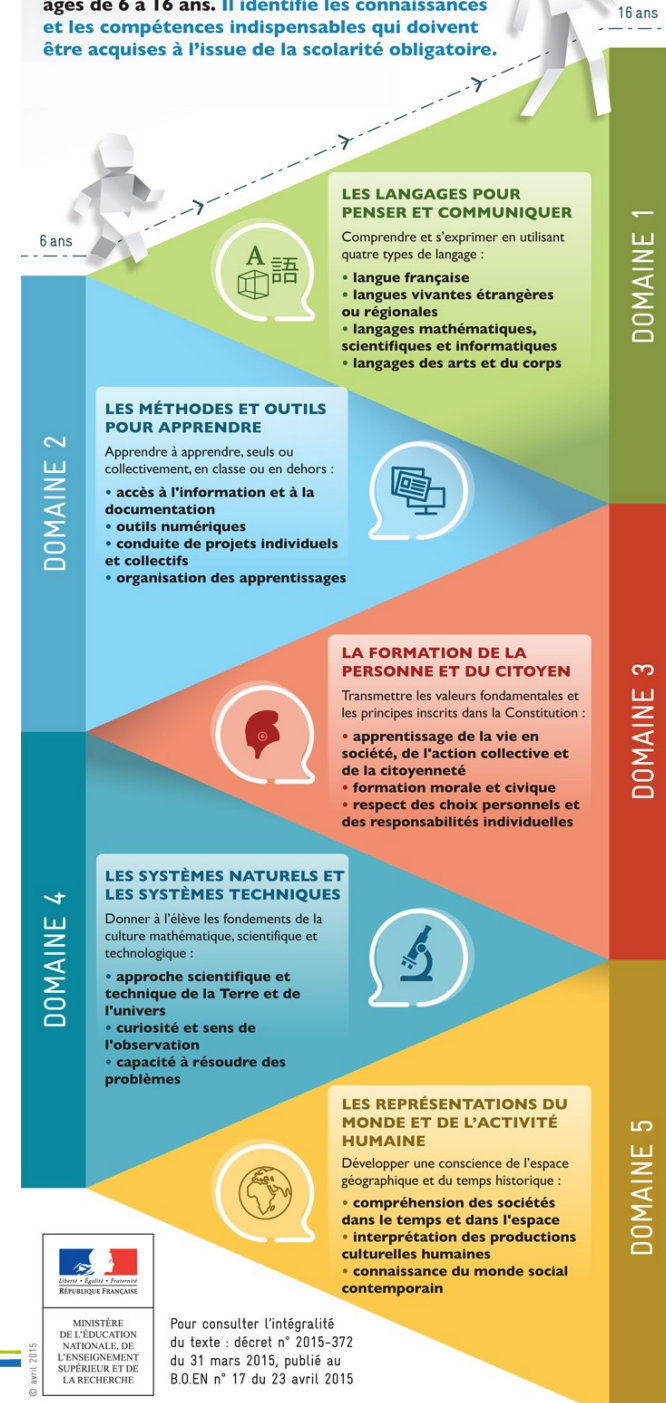 âgés de 6 à 16 ans. Il identifie les connaissances
et les compétences indispensables qui doivent
être acquises à l'issue de la scolarité obligatoire.
16 ans
6 ans
DOMAINE 1
LES LANGAGES POUR
PENSER ET COMMUNIQUER
Comprendre et s'exprimer en utilisant
quatre types de langage :
• langue française
• langues vivantes étrangères
ou régionales
• langages mathématiques,
scientifiques et informatiques
• langages des arts et du corps
A 語
DOMAINE 2
LES MÉTHODES ET OUTILS
POUR APPRENDRE
Apprendre à apprendre, seuls ou
collectivement, en classe ou en dehors :
• accès à l'information et à la
documentation
• outils numériques
• conduite de projets individuels
et collectifs
• organisation des apprentissages
DOMAINE 3
LA FORMATION DE LA
PERSONNE ET DU CITOYEN
Transmettre les valeurs fondamentales et
les principes inscrits dans la Constitution :
• apprentissage de la vie en
société, de l'action collective et
de la citoyenneté
• formation morale et civique
• respect des choix personnels et
des responsabilités individuelles
DOMAINE 4
LES SYSTÈMES NATURELS ET
LES SYSTÈMES TECHNIQUES
Donner à l'élève les fondements de la
culture mathématique, scientifique et
technologique :
• approche scientifique et
technique de la Terre et de
l'univers
• curiosité et sens de
l'observation
• capacité à résoudre des
problèmes
DOMAINE 5
LES REPRÉSENTATIONS DU
MONDE ET DE L'ACTIVITÉ
HUMAINE
Développer une conscience de l'espace
géographique et du temps historique :
• compréhension des sociétés
dans le temps et dans l'espace
• interprétation des productions
culturelles humaines
• connaissance du monde social
contemporain
Liberté • Égalité • Fraternité
RÉPUBLIQUE FRANÇAISE
MINISTÈRE
DE L'ÉDUCATION
NATIONALE, DE
L'ENSEIGNEMENT
SUPÉRIEUR ET DE
LA RECHERCHE
Pour consulter l'intégralité
du texte : décret n° 2015-372
du 31 mars 2015, publié au
B.O.EN n° 17 du 23 avril 2015
© avril 2015